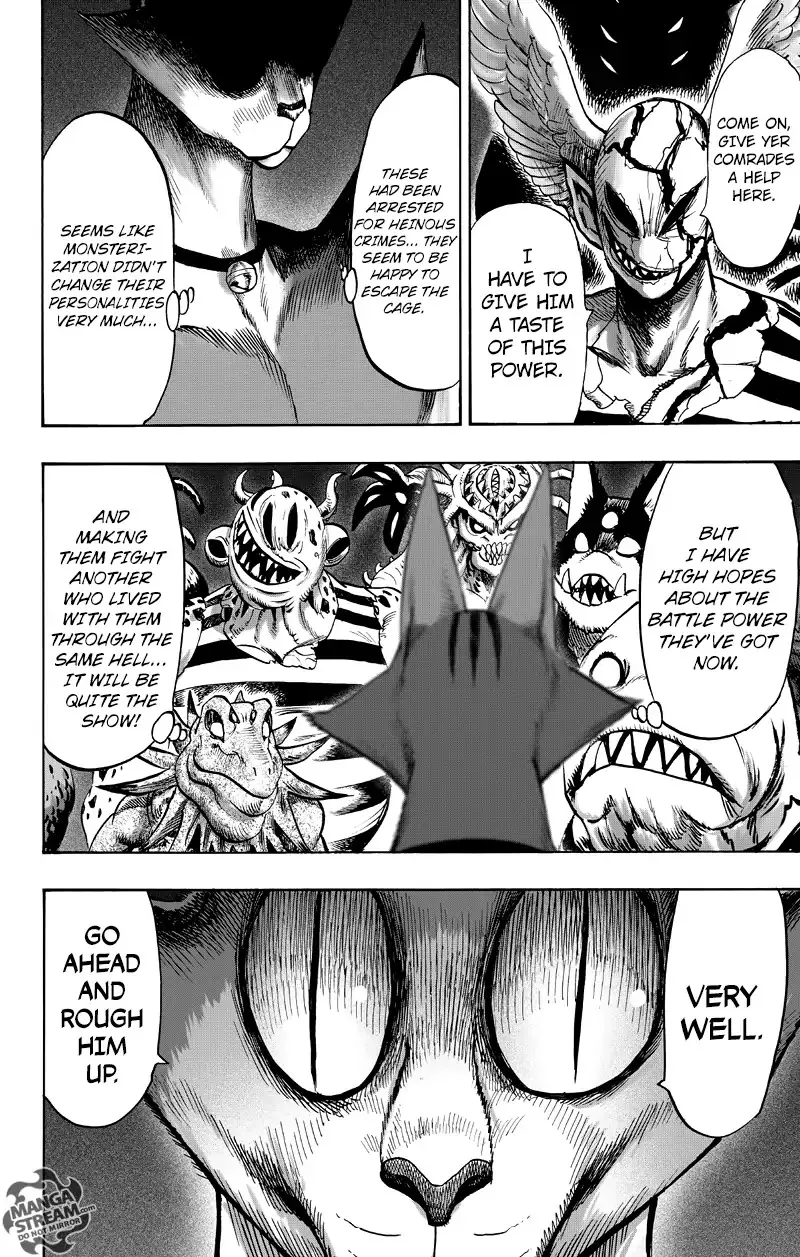 COME ON,
GIVE YER
COMRADES
A HELP
HERE.
I
HAVE TO
GIVE HIM
A TASTE
OF THIS
POWER.
THESE
HAD BEEN
ARRESTED
FOR HEINOUS
CRIMES... THEY
SEEM TO BE
HAPPY TO
ESCAPE THE
CAGE.
SEEMS LIKE
MONSTERI-
ZATION DIDN'T
CHANGE THEIR
PERSONALITIES
VERY MUCH...
BUT
I HAVE
HIGH HOPES
ABOUT THE
BATTLE POWER
THEY'VE GOT
NOW.
AND
MAKING
THEM FIGHT
ANOTHER
WHO LIVED
WITH THEM
THROUGH THE
SAME HELL...
IT WILL BE
QUITE THE
SHOW!
VERY
WELL.
GO
AHEAD
AND
ROUGH
HIM
UP.
MANGA
STREAM.COM
DO NOT MIRROR